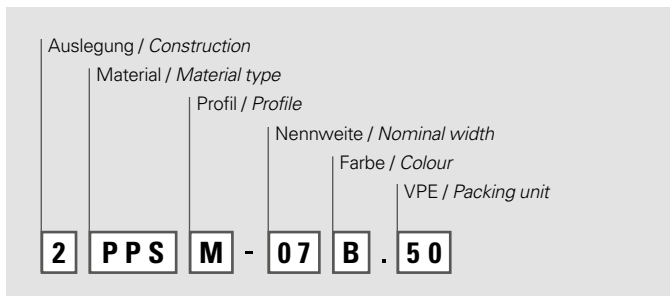 Auslegung / Construction
Material / Material type
Profil / Profile
Nennweite / Nominal width
Farbe / Colour
VPE / Packing unit
2 PPS M - 07 B . 50